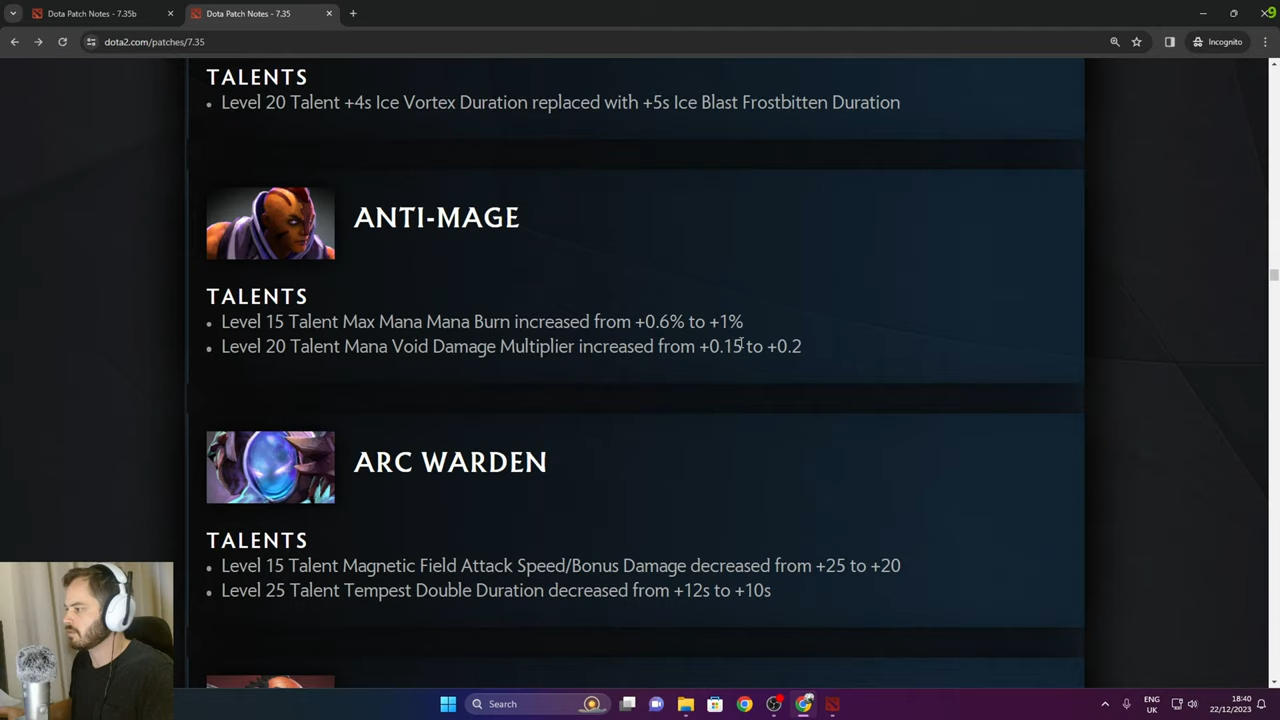 Dota Patch Notes - 7.35b
Dota Patch Notes - 7.35
9
dota2.com/patches/7.35
Incognito
TALENTS
• Level 20 Talent +4s Ice Vortex Duration replaced with +5s Ice Blast Frostbitten Duration
ANTI-MAGE
TALENTS
• Level 15 Talent Max Mana Mana Burn increased from +0.6% to +1%
• Level 20 Talent Mana Void Damage Multiplier increased from +0.15 to +0.2
ARC WARDEN
TALENTS
• Level 15 Talent Magnetic Field Attack Speed/Bonus Damage decreased from +25 to +20
• Level 25 Talent Tempest Double Duration decreased from +12s to +10s
Search
ENG
UK
18:40
22/12/2023